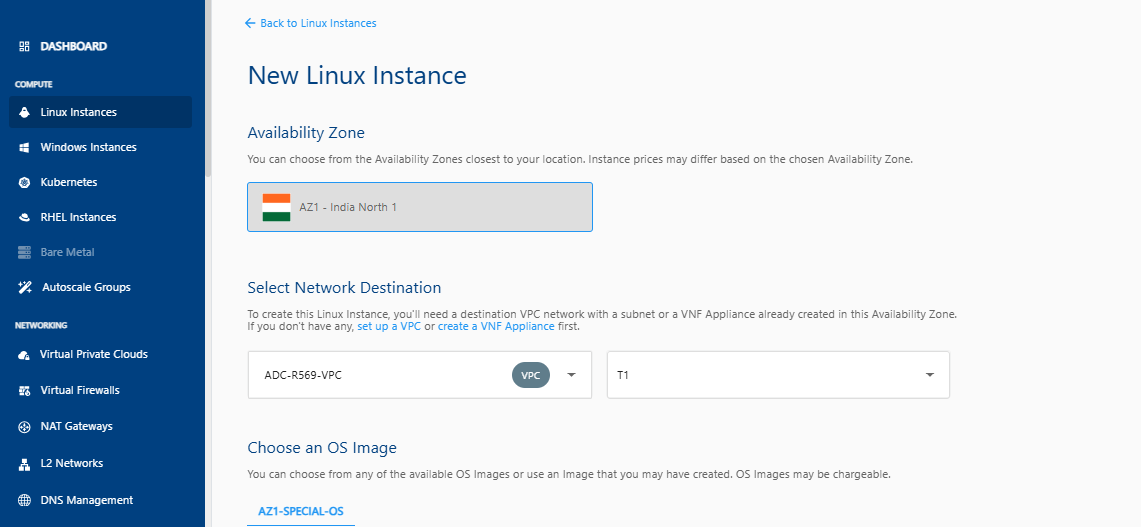 DASHBOARD
COMPUTE
Linux Instances
Windows Instances
Kubernetes
RHEL Instances
Bare Metal
Autoscale Groups
NETWORKING
Virtual Private Clouds
Virtual Firewalls
NAT Gateways
L2 Networks
DNS Management
Back to Linux Instances
New Linux Instance
Availability Zone
You can choose from the Availability Zones closest to your location. Instance prices may differ based on the chosen Availability Zone.
AZ1 - India North 1
Select Network Destination
To create this Linux Instance, you'll need a destination VPC network with a subnet or a VNF Appliance already created in this Availability Zone.
If you don't have any, set up a VPC or create a VNF Appliance first.
ADC-R569-VPC VPC T1
Choose an OS Image
You can choose from any of the available OS Images or use an Image that you may have created. OS Images may be chargeable.
AZ1-SPECIAL-OS